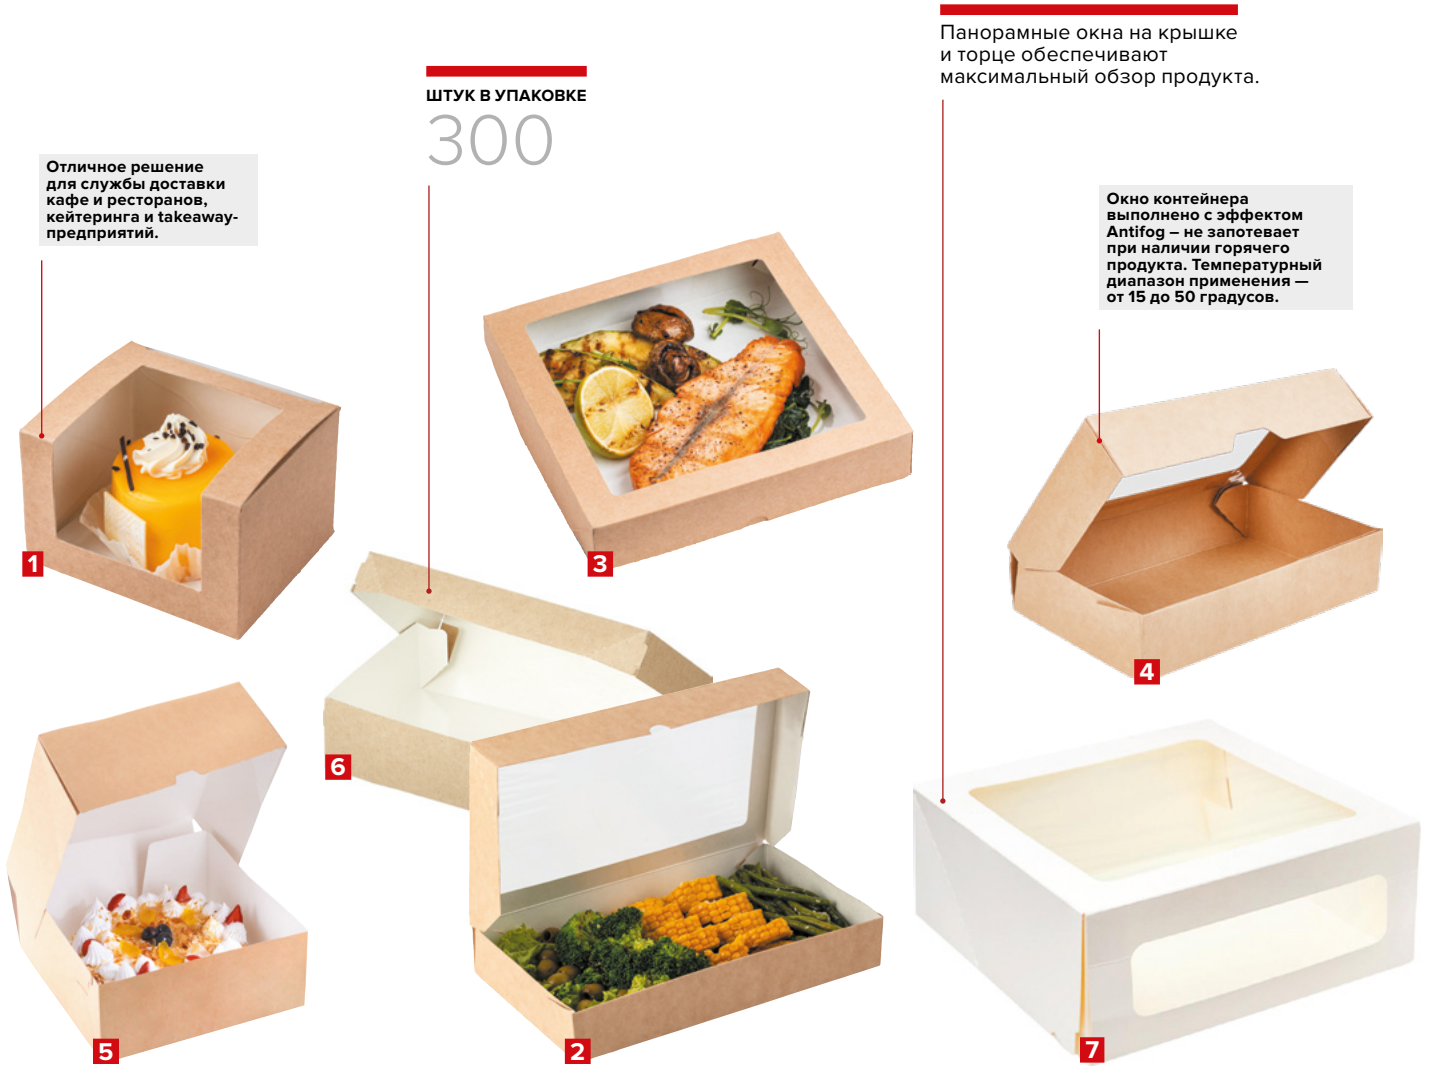 Панорамные окна на крышке
и торце обеспечивают
максимальный обзор продукта.
ШТУК В УПАКОВКЕ
300
Отличное решение
для службы доставки
кафе и ресторанов,
кейтеринга и takeaway-
предприятий.
Окно контейнера
выполнено с эффектом
Antifog – не запотевает
при наличии горячего
продукта. Температурный
диапазон применения —
от 15 до 50 градусов.
1
3
4
6
5
2
7